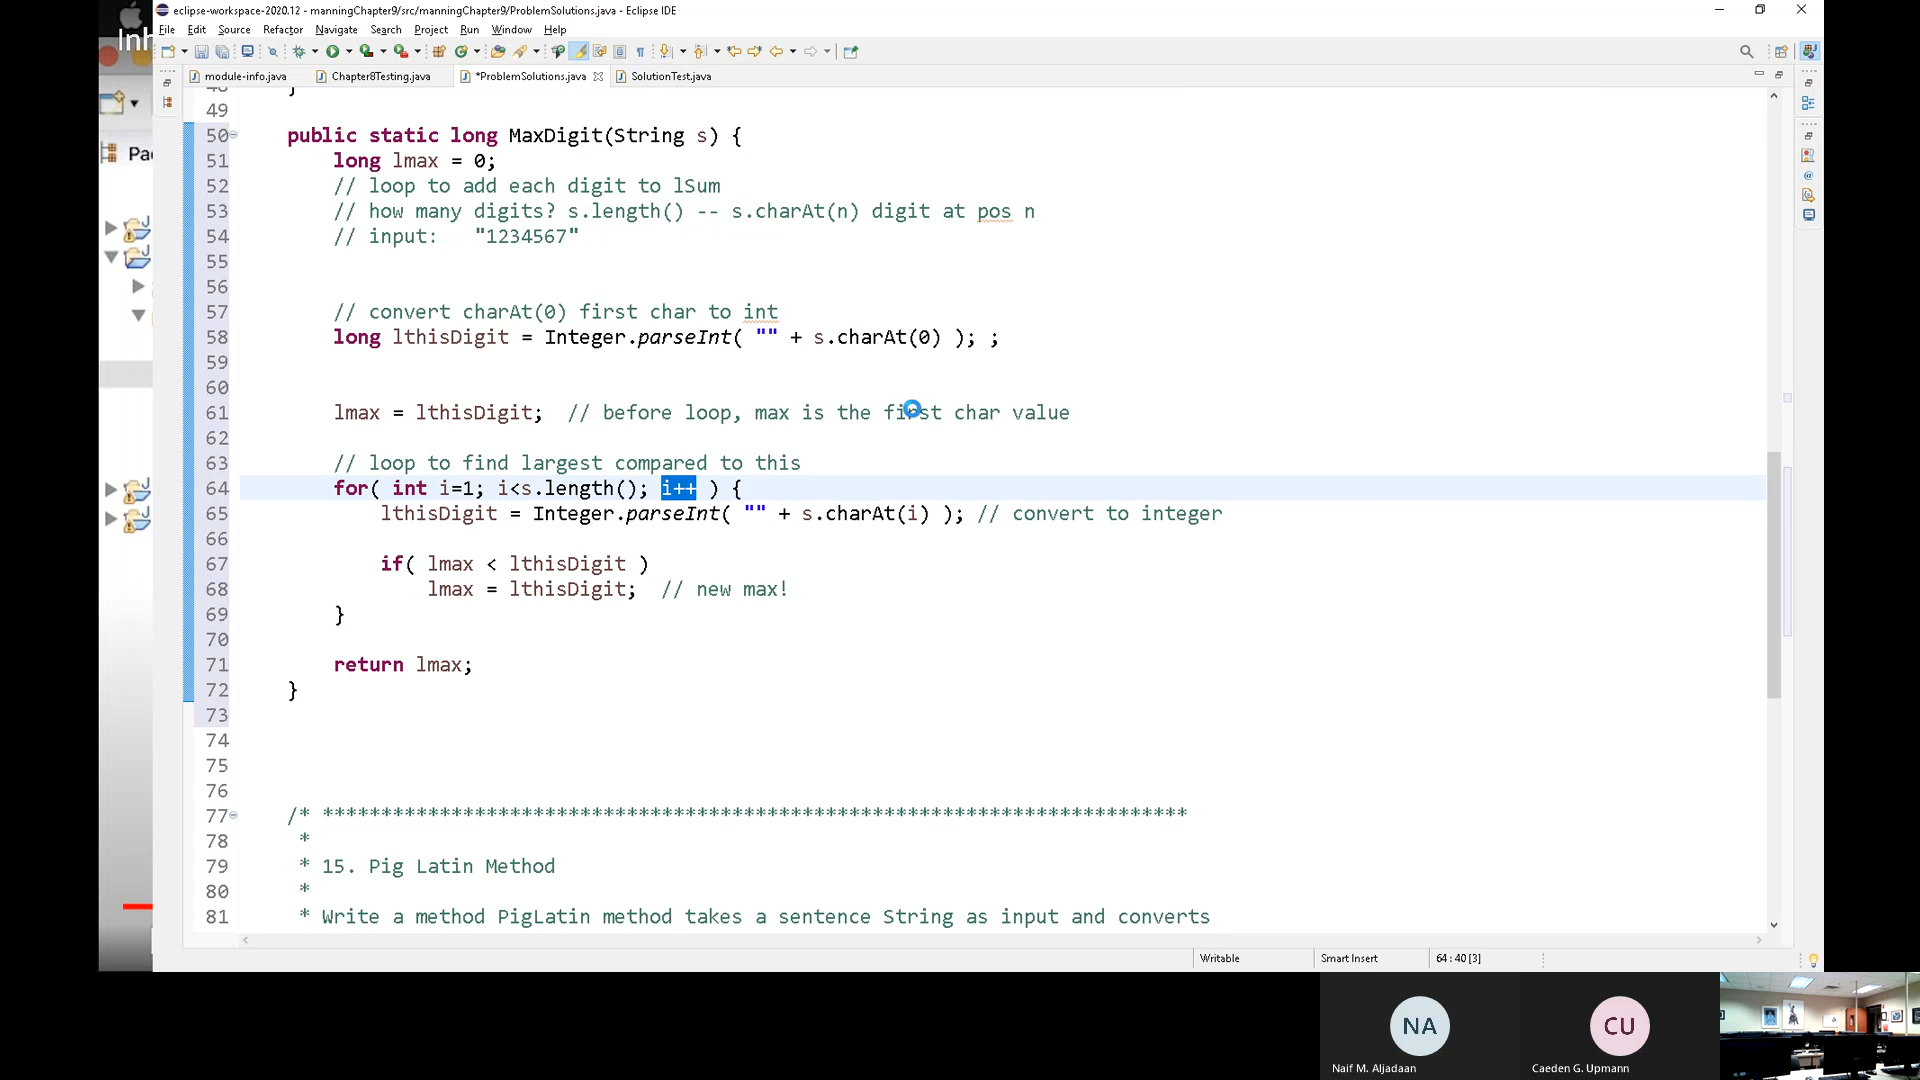 Inh
eclipse-workspace-2020.12 - manningChapter9/src/manningChapter9/ProblemSolutions.java - Eclipse IDE
File Edit Source Refactor Navigate Search Project Run Window Help
module-info.java Chapter8Testing.java *ProblemSolutions.java SolutionTest.java
Pac
48 }
49
50 public static long MaxDigit(String s) {
51 long lmax = 0;
52 // loop to add each digit to lSum
53 // how many digits? s.length() -- s.charAt(n) digit at pos n
54 // input: "1234567"
55
56
57 // convert charAt(0) first char to int
58 long lthisDigit = Integer.parseInt( "" + s.charAt(0) ); ;
59
60
61 lmax = lthisDigit; // before loop, max is the first char value
62
63 // loop to find largest compared to this
64 for( int i=1; i<s.length(); i++ ) {
65 lthisDigit = Integer.parseInt( "" + s.charAt(i) ); // convert to integer
66
67 if( lmax < lthisDigit )
68 lmax = lthisDigit; // new max!
69 }
70
71 return lmax;
72 }
73
74
75
76
77 /* **************************************************************************
78 *
79 * 15. Pig Latin Method
80 *
81 * Write a method PigLatin method takes a sentence String as input and converts
Writable Smart Insert 64 : 40 [3]
NA CU
Naif M. Aljadaan Caeden G. Upmann